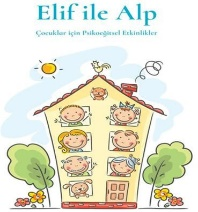 Elif ile Alp
Çocuklar için Psikoeğitsel Etkinlikler